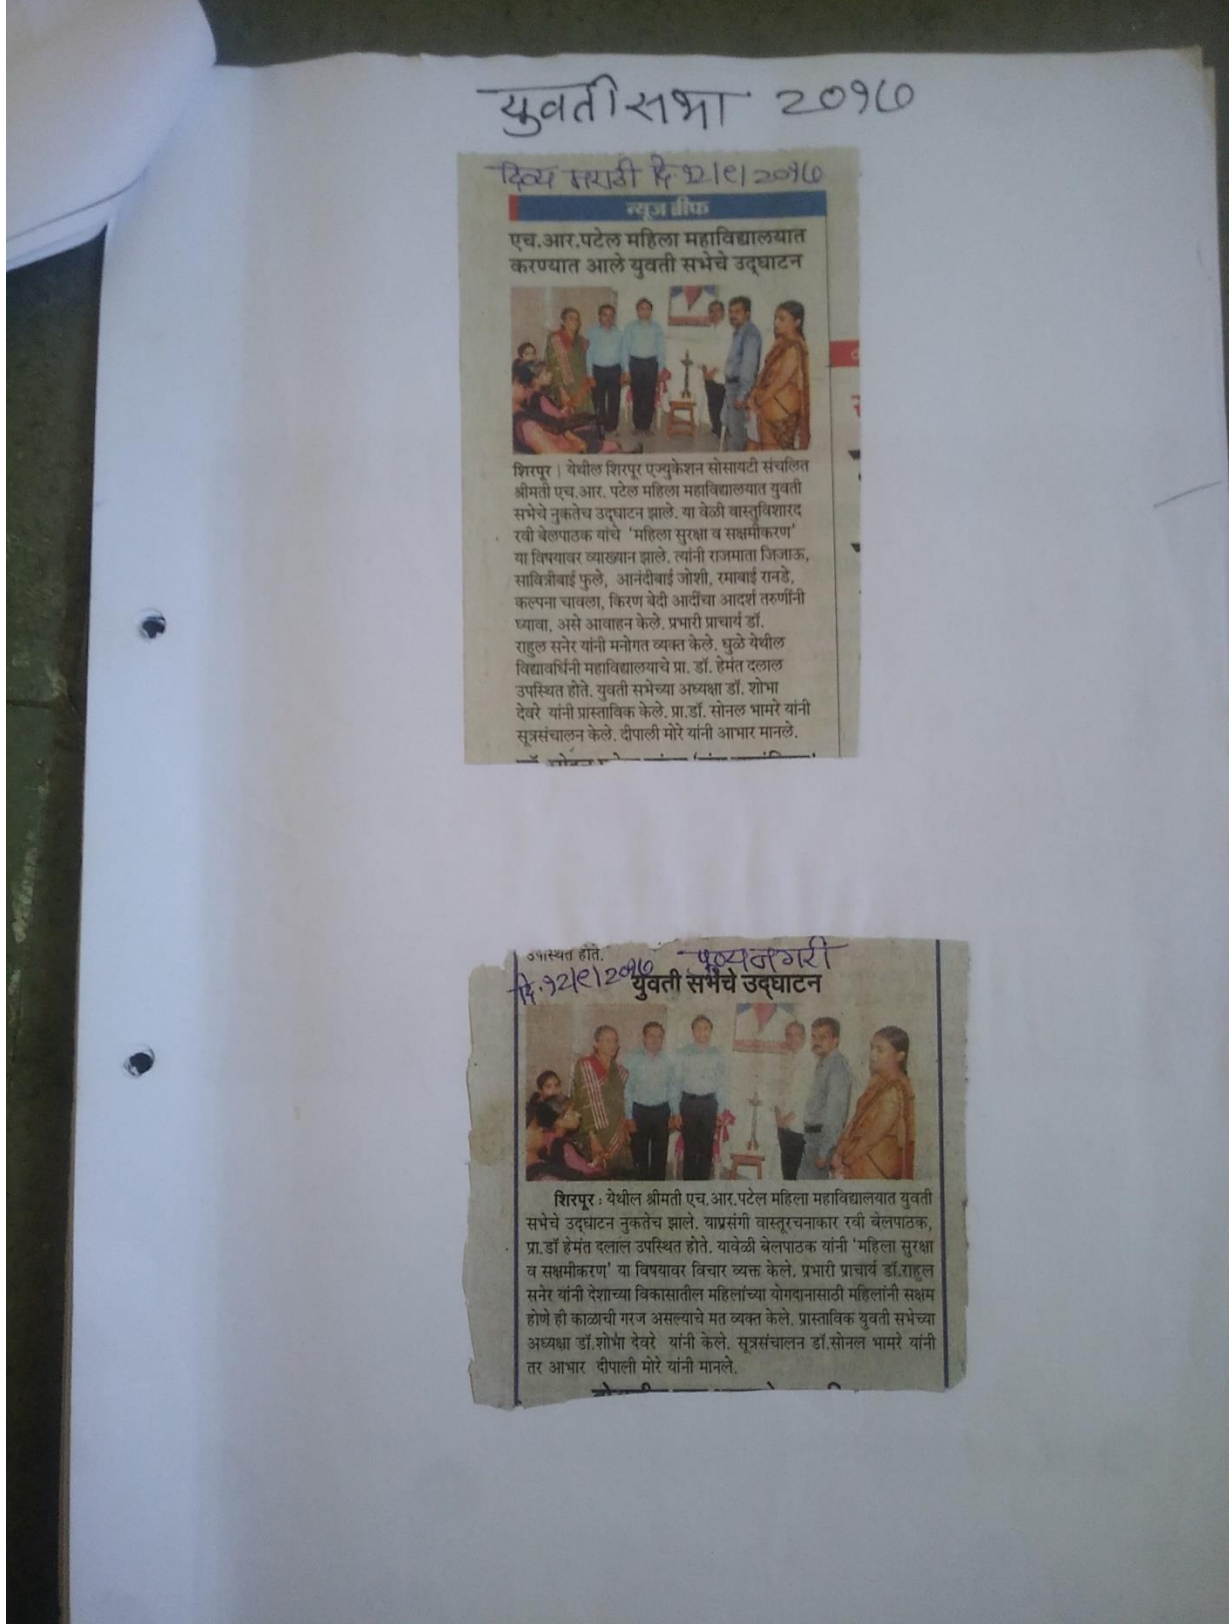 युवती सभा २०१७
दिव्य मराठी दि. १२/९/२०१७
न्यूज ब्रीफ
एच.आर.पटेल महिला महाविद्यालयात
करण्यात आले युवती सभेचे उद्घाटन
शिरपूर | येथील शिरपूर एज्युकेशन सोसायटी संचलित
श्रीमती एच.आर. पटेल महिला महाविद्यालयात युवती
सभेचे नुकतेच उद्घाटन झाले. या वेळी वास्तुविशारद
रवी बेलपाठक यांचे ‘महिला सुरक्षा व सक्षमीकरण’
या विषयावर व्याख्यान झाले. त्यांनी राजमाता जिजाऊ,
सावित्रीबाई फुले, आनंदीबाई जोशी, रमाबाई रानडे,
कल्पना चावला, किरण बेदी आदींचा आदर्श तरुणींनी
घ्यावा, असे आवाहन केले. प्रभारी प्राचार्य डॉ.
राहुल सनेर यांनी मनोगत व्यक्त केले. धुळे येथील
विद्यावर्धिनी महाविद्यालयाचे प्रा. डॉ. हेमंत दलाल
उपस्थित होते. युवती सभेच्या अध्यक्षा डॉ. शोभा
देवरे यांनी प्रास्ताविक केले. प्रा.डॉ. सोनल भामरे यांनी
सूत्रसंचालन केले. दीपाली मोरे यांनी आभार मानले.
उपस्थित होते.
दि. १२/९/२०१७ पुण्यनगरी
युवती सभेचे उद्घाटन
शिरपूर : येथील श्रीमती एच.आर.पटेल महिला महाविद्यालयात युवती
सभेचे उद्घाटन नुकतेच झाले. याप्रसंगी वास्तूरचनाकार रवी बेलपाठक,
प्रा.डॉ हेमंत दलाल उपस्थित होते. यावेळी बेलपाठक यांनी ‘महिला सुरक्षा
व सक्षमीकरण’ या विषयावर विचार व्यक्त केले. प्रभारी प्राचार्य डॉ.राहुल
सनेर यांनी देशाच्या विकासातील महिलांच्या योगदानासाठी महिलांनी सक्षम
होणे ही काळाची गरज असल्याचे मत व्यक्त केले. प्रास्ताविक युवती सभेच्या
अध्यक्षा डॉ.शोभा देवरे यांनी केले. सूत्रसंचालन डॉ.सोनल भामरे यांनी
तर आभार दीपाली मोरे यांनी मानले.